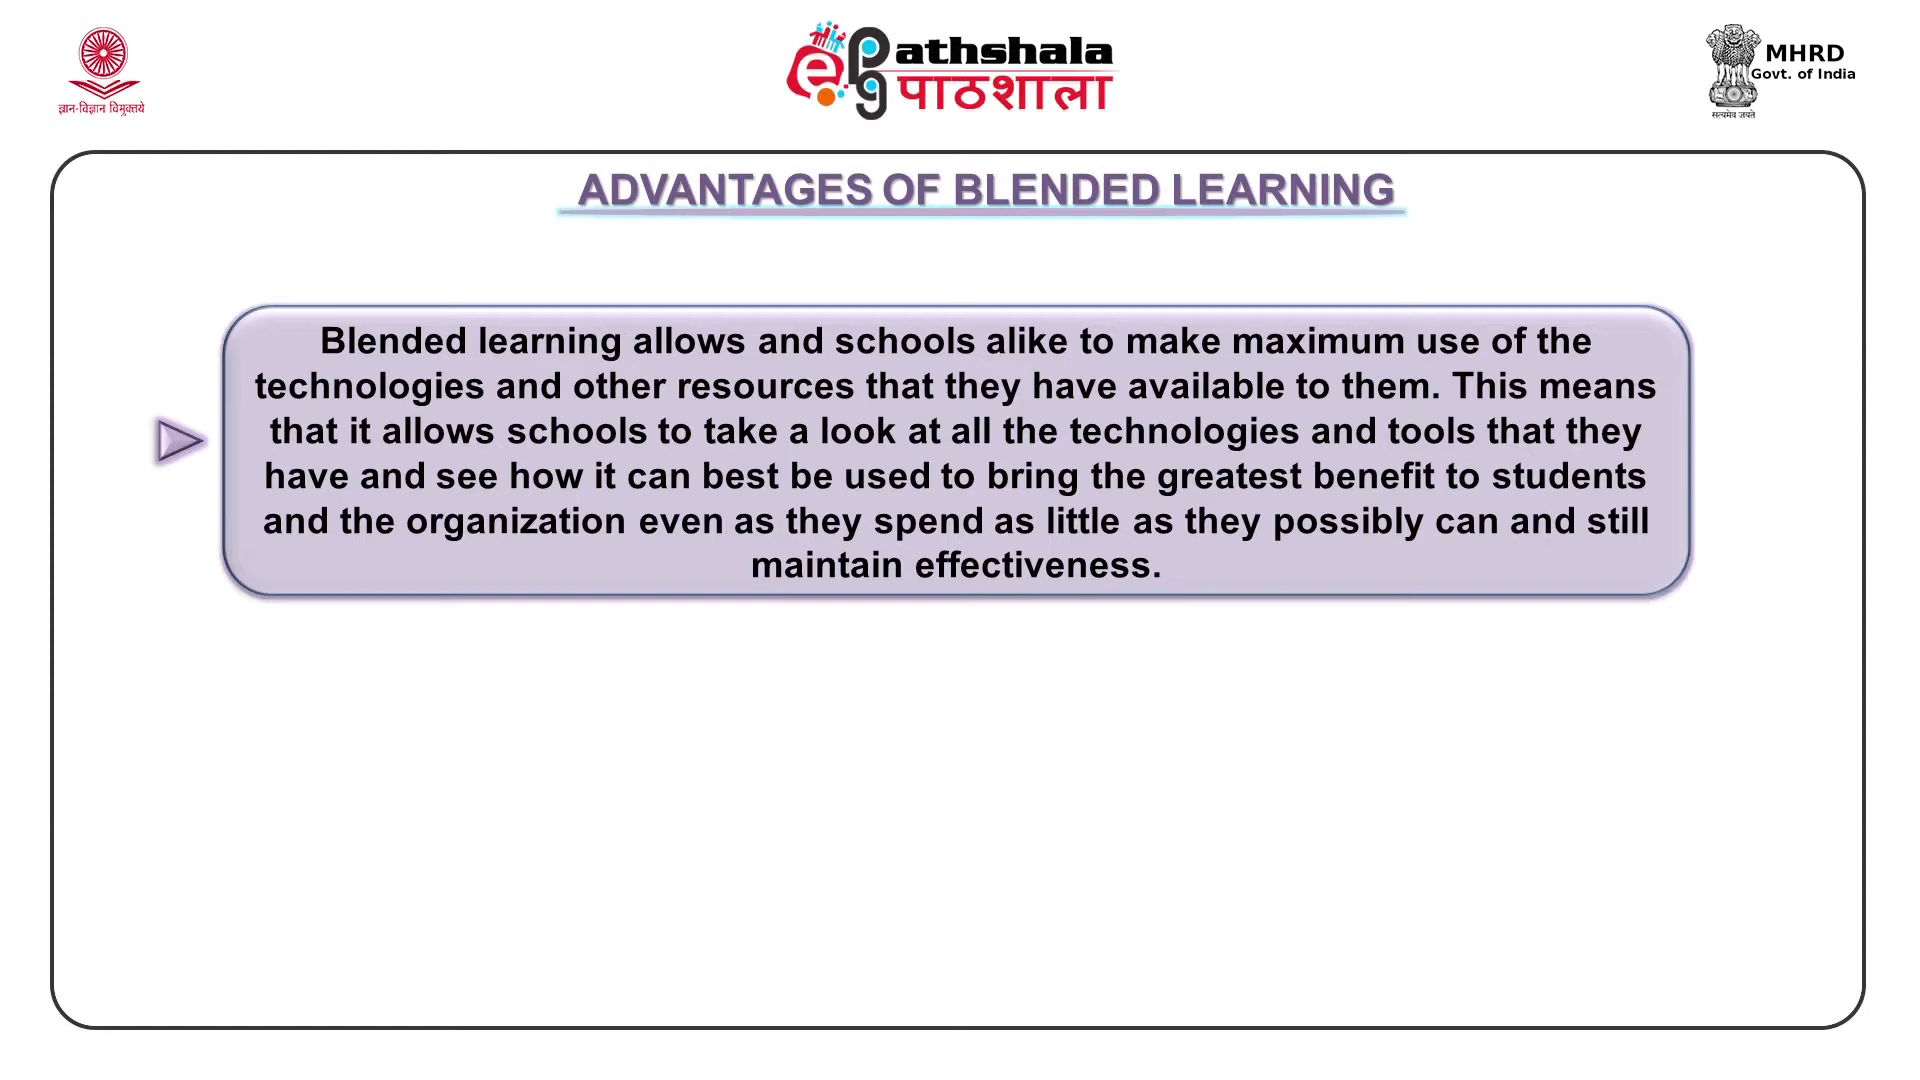 ज्ञान-विज्ञान विमुक्तये
ePGathshala
पाठशाला
MHRD
Govt. of India
सत्यमेव जयते
ADVANTAGES OF BLENDED LEARNING
Blended learning allows and schools alike to make maximum use of the
technologies and other resources that they have available to them. This means
that it allows schools to take a look at all the technologies and tools that they
have and see how it can best be used to bring the greatest benefit to students
and the organization even as they spend as little as they possibly can and still
maintain effectiveness.